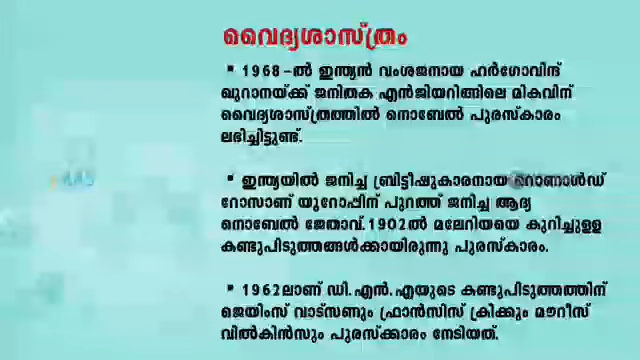 വൈദ്യശാസ്ത്രം
▪ 1968-ൽ ഇന്ത്യൻ വംശജനായ ഹർഗോവിന്ദ്
ഖുറാനയ്ക്ക് ജനിതക എൻജിയറിങ്ങിലെ മികവിന്
വൈദ്യശാസ്ത്രത്തിൽ നൊബേൽ പുരസ്കാരം
ലഭിച്ചിട്ടുണ്ട്.
▪ ഇന്ത്യയിൽ ജനിച്ച ബ്രിട്ടീഷുകാരനായ റൊണാൾഡ്
റോസാണ് യൂറോപ്പിന് പുറത്ത് ജനിച്ച ആദ്യ
നൊബേൽ ജേതാവ്.1902ൽ മലേറിയയെ കുറിച്ചുളള
കണ്ടുപിടുത്തങ്ങൾക്കായിരുന്നു പുരസ്കാരം.
▪ 1962ലാണ് ഡി.എൻ.എയുടെ കണ്ടുപിടുത്തത്തിന്
ജെയിംസ് വാട്സണും ഫ്രാൻസിസ് ക്രിക്കും മൗറീസ്
വിൽകിൻസും പുരസ്ക്കാരം നേടിയത്.